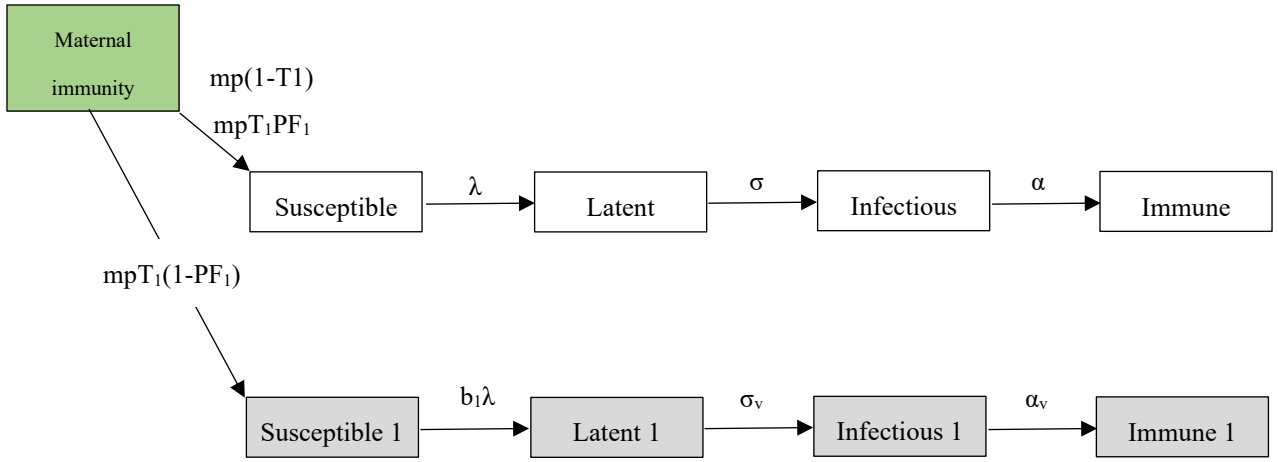 Maternal
immunity
mp(1-T1)
mpT₁PF₁
λ
σ
α
Susceptible
Latent
Infectious
Immune
mpT₁(1-PF₁)
b₁λ
σᵥ
αᵥ
Susceptible 1
Latent 1
Infectious 1
Immune 1